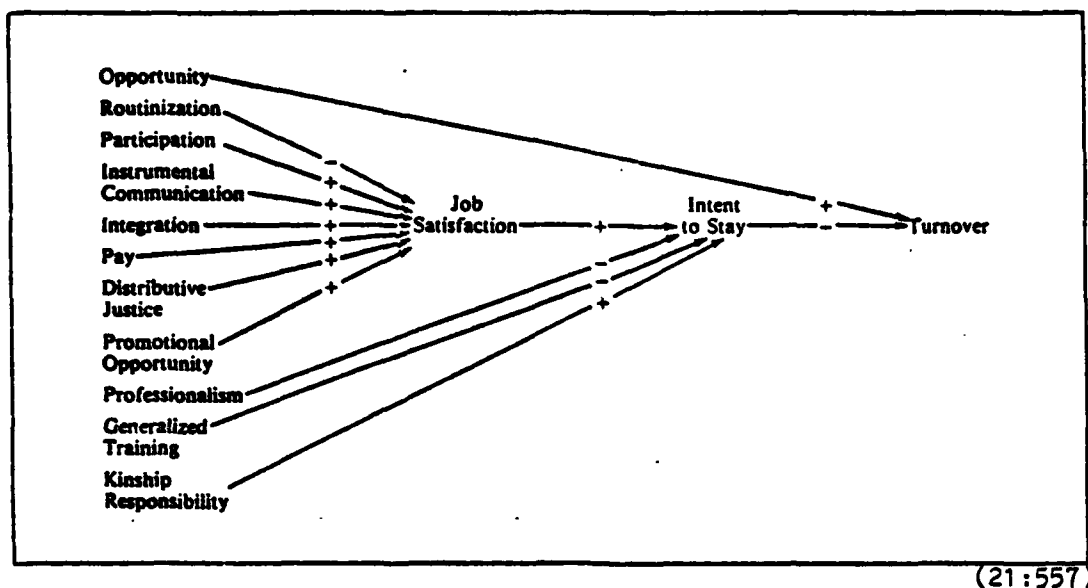 Opportunity
Routinization
Participation
Instrumental
Communication
Integration
Pay
Distributive
Justice
Promotional
Opportunity
Professionalism
Generalized
Training
Kinship
Responsibility
−
+
+
+
+
+
+
Job
Satisfaction
+
−
−
+
Intent
to Stay
+
−
Turnover
(21:557